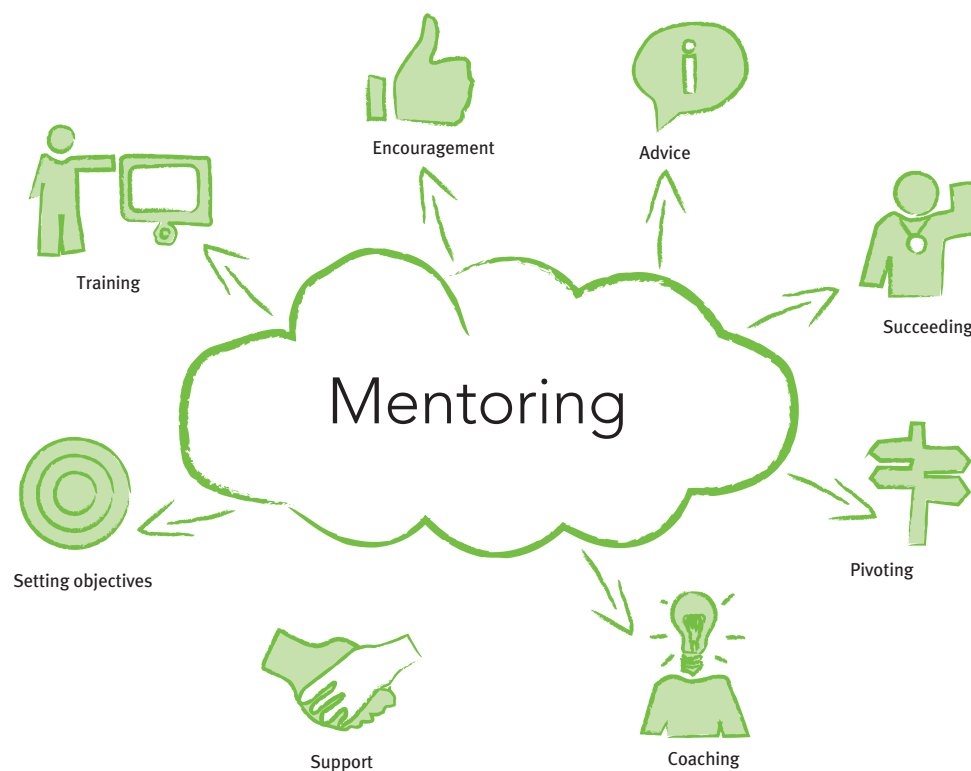 Encouragement
Advice
Training
Succeeding
Mentoring
Setting objectives
Pivoting
Support
Coaching